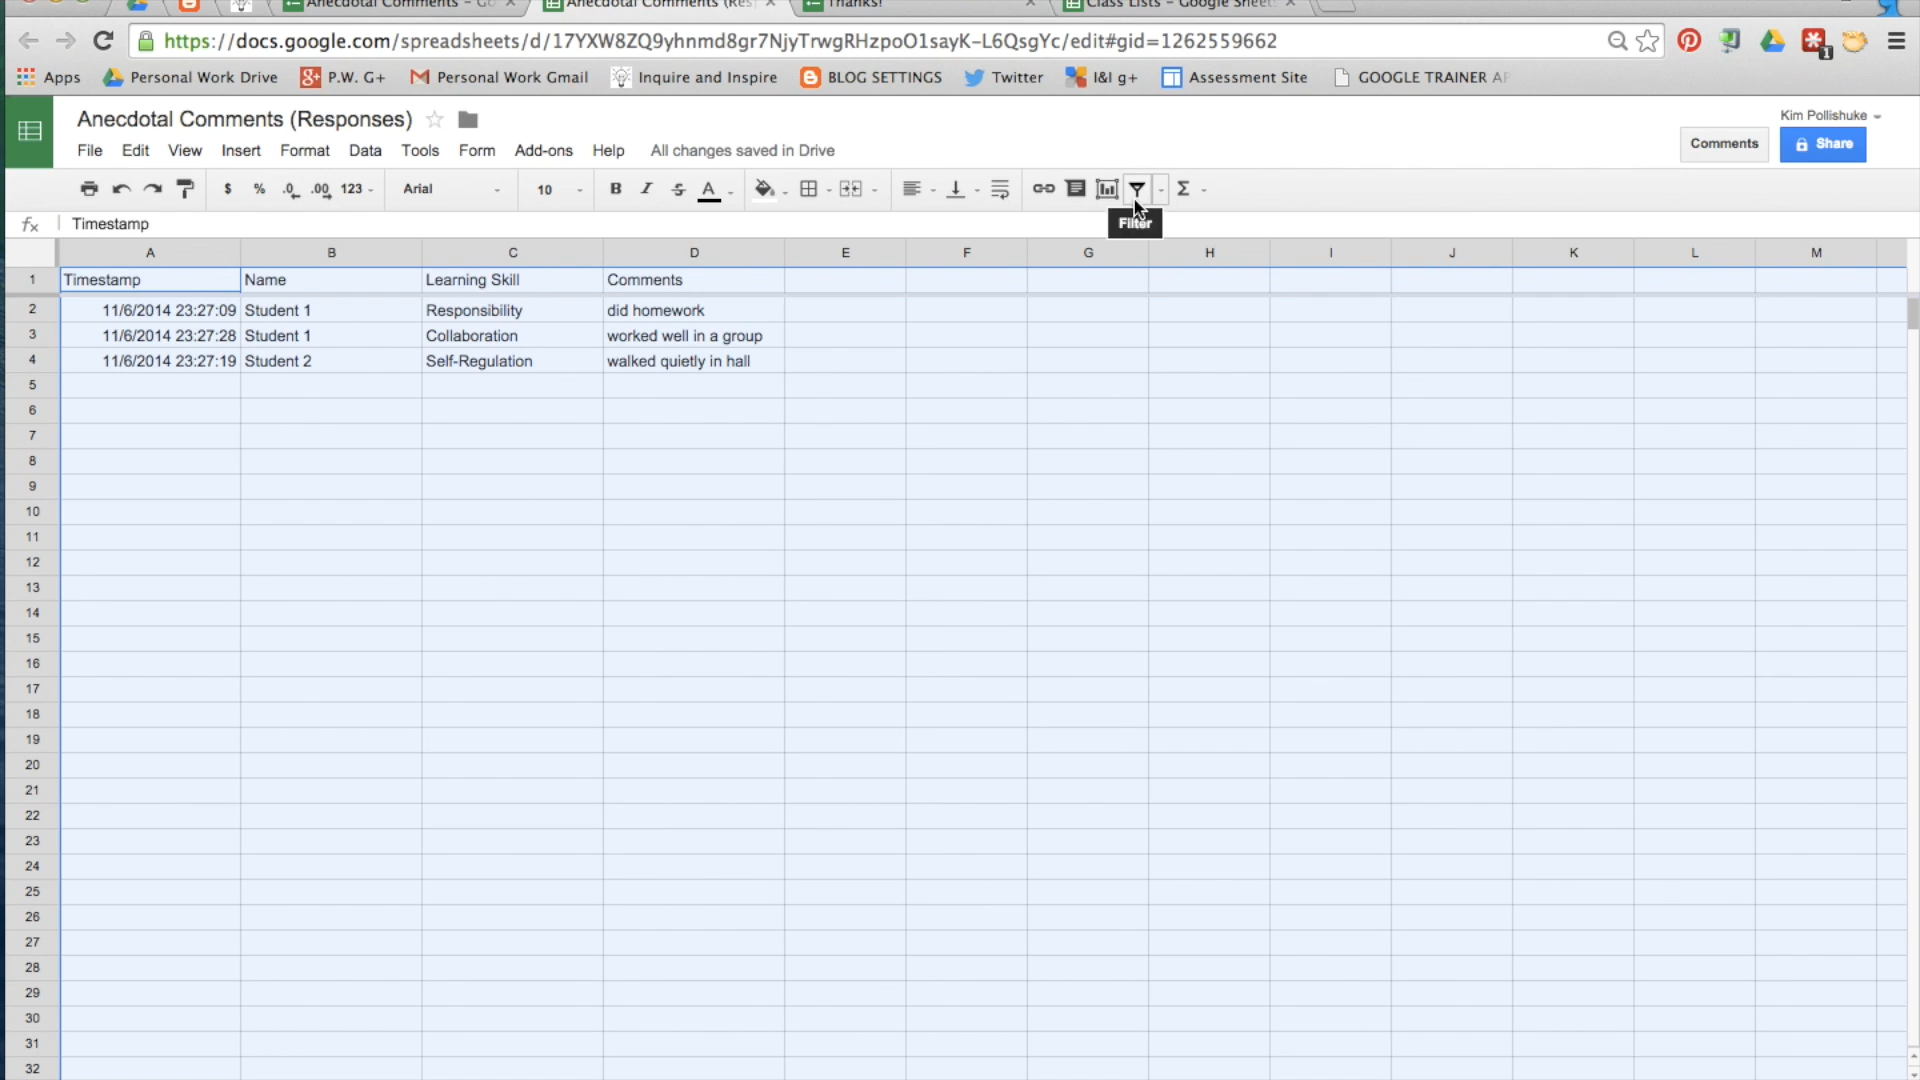 Anecdotal Comments – Go
Anecdotal Comments (Res
Thanks!
Class Lists – Google Sheet
https://docs.google.com/spreadsheets/d/17YXW8ZQ9yhnmd8gr7NjyTrwgRHzpoO1sayK–L6QsgYc/edit#gid=1262559662
1
Apps Personal Work Drive P.W. G+ Personal Work Gmail Inquire and Inspire BLOG SETTINGS Twitter I&I g+ Assessment Site GOOGLE TRAINER AP
Anecdotal Comments (Responses)
Kim Pollishuke
File Edit View Insert Format Data Tools Form Add-ons Help All changes saved in Drive
Comments Share
$ % .0 .00 123 Arial 10 B I S A Σ
Filter
fx Timestamp
A B C D E F G H I J K L M
1 Timestamp Name Learning Skill Comments
2 11/6/2014 23:27:09 Student 1 Responsibility did homework
3 11/6/2014 23:27:28 Student 1 Collaboration worked well in a group
4 11/6/2014 23:27:19 Student 2 Self-Regulation walked quietly in hall
5
6
7
8
9
10
11
12
13
14
15
16
17
18
19
20
21
22
23
24
25
26
27
28
29
30
31
32